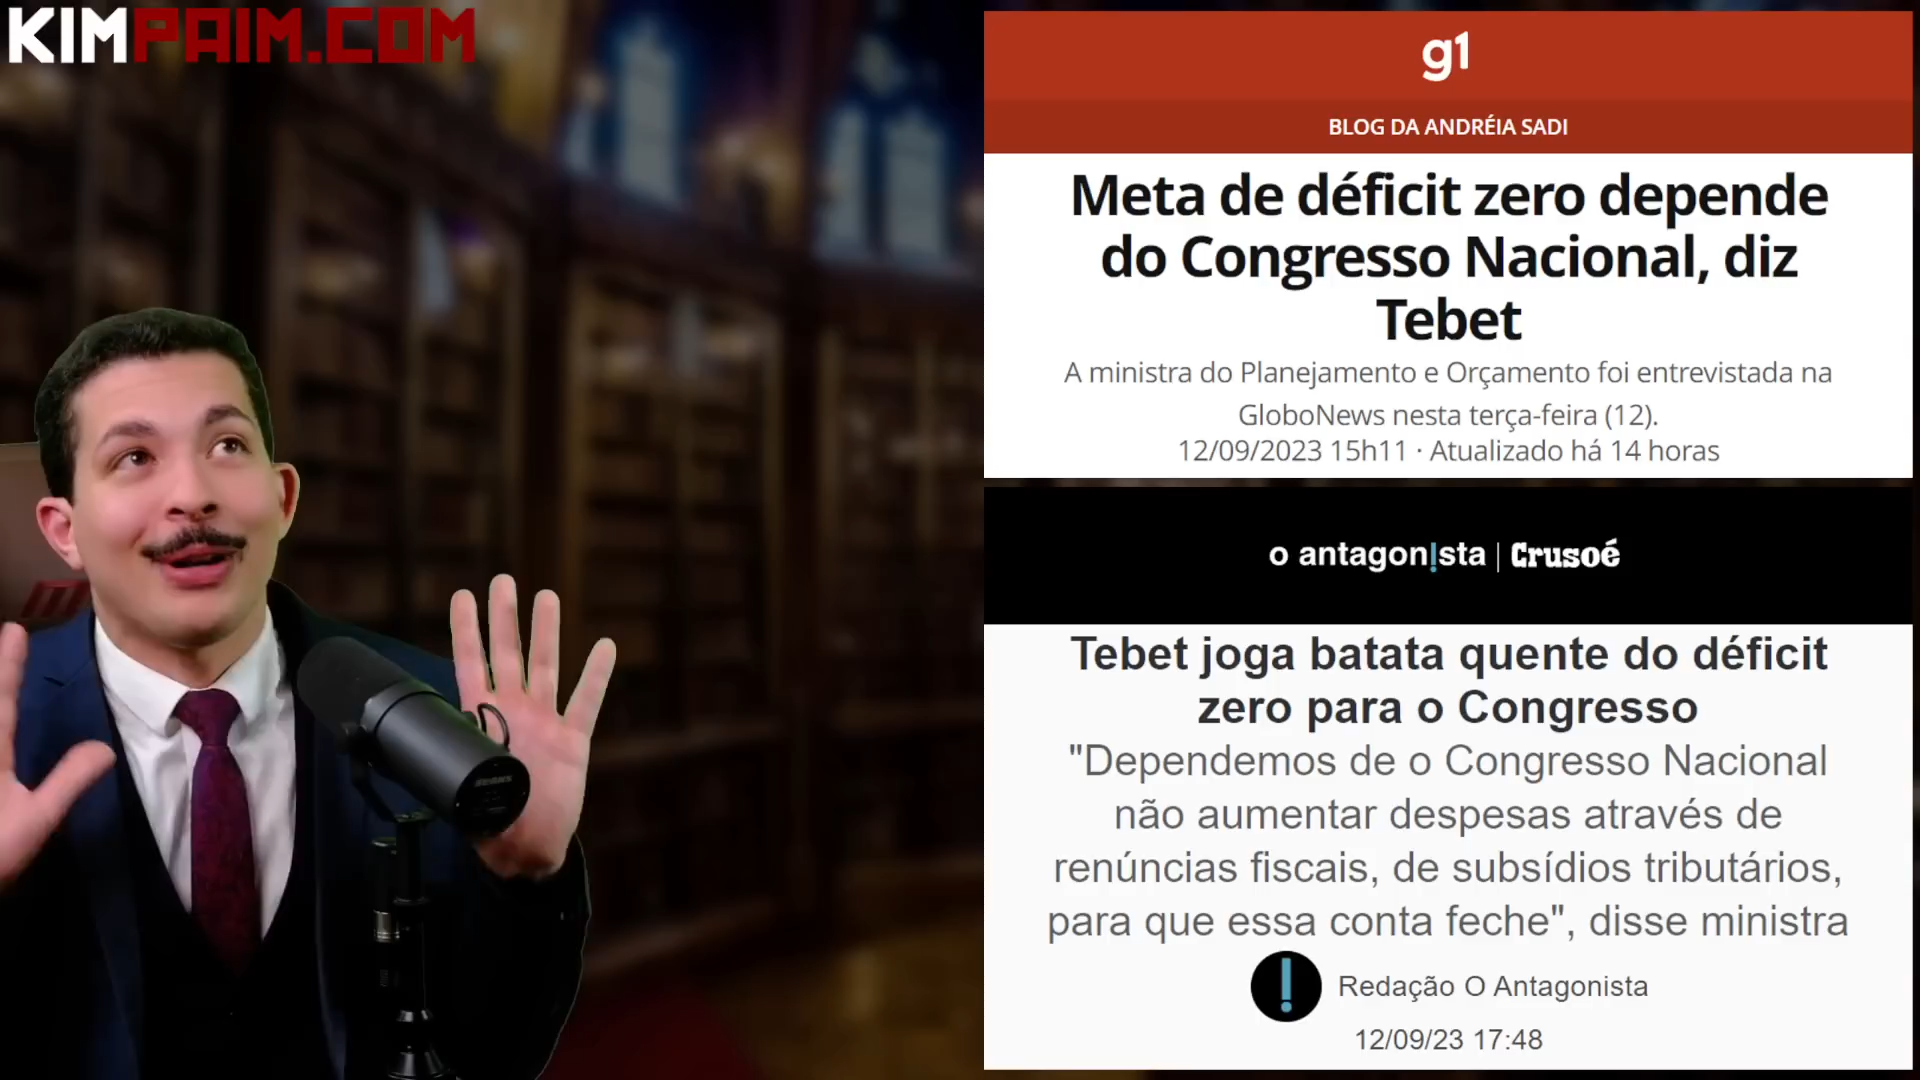 KIMPAIM.COM
g1
BLOG DA ANDRÉIA SADI
Meta de déficit zero depende
do Congresso Nacional, diz
Tebet
A ministra do Planejamento e Orçamento foi entrevistada na
GloboNews nesta terça-feira (12).
12/09/2023 15h11 · Atualizado há 14 horas
o antagon!sta | Crusoé
Tebet joga batata quente do déficit
zero para o Congresso
"Dependemos de o Congresso Nacional
não aumentar despesas através de
renúncias fiscais, de subsídios tributários,
para que essa conta feche", disse ministra
Redação O Antagonista
12/09/23 17:48